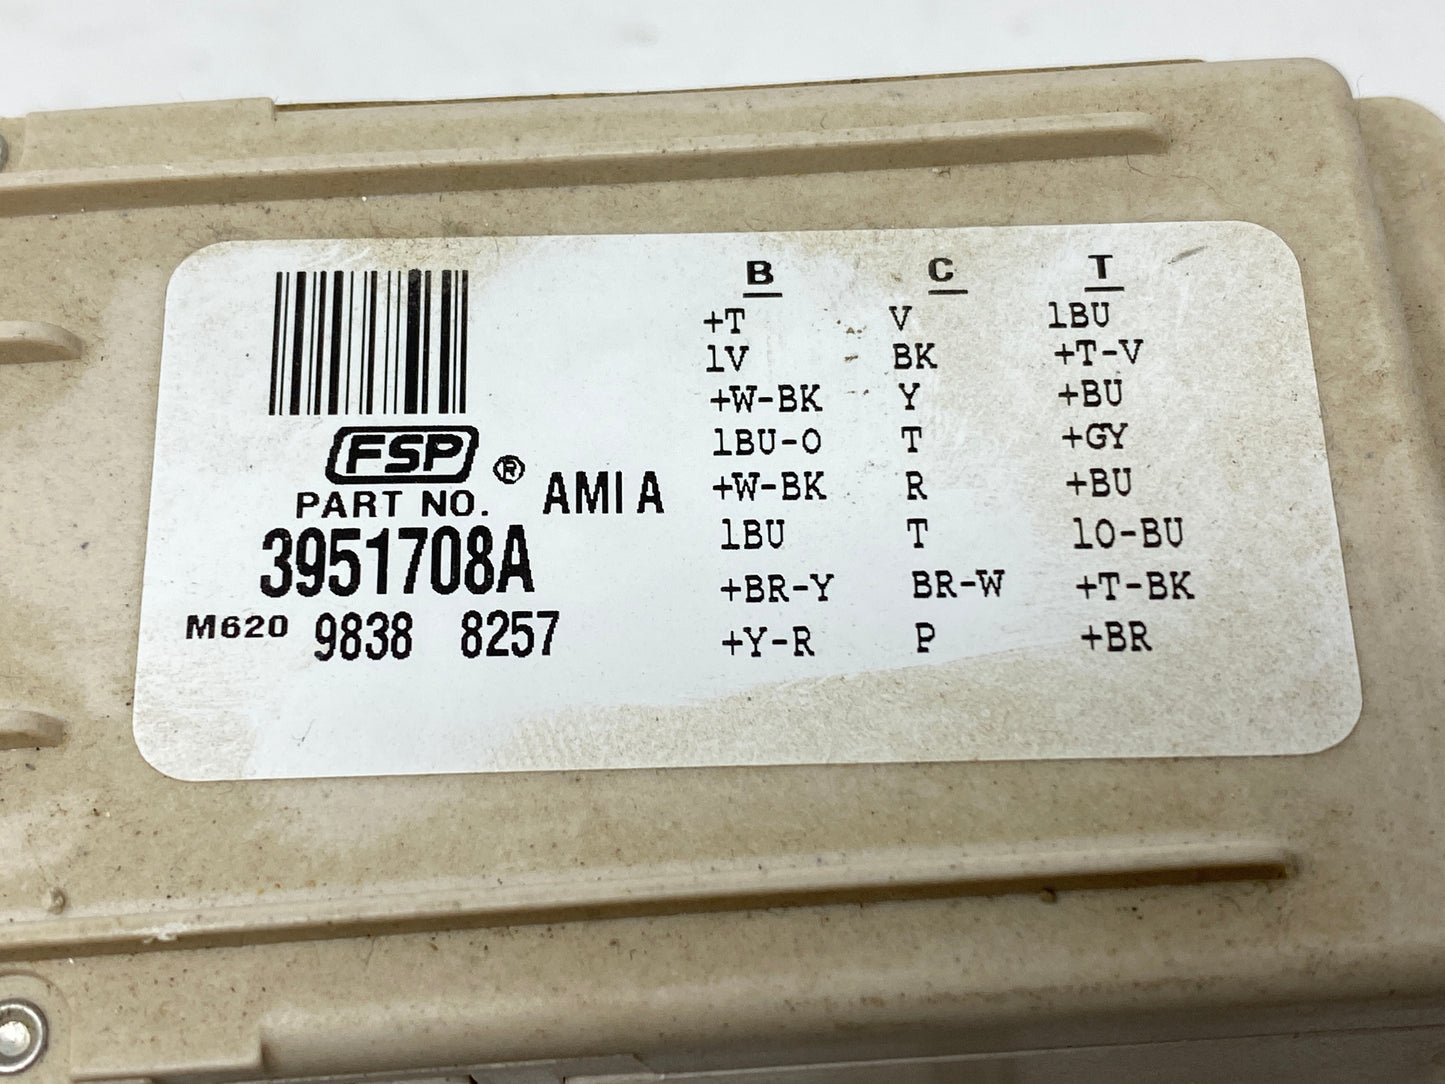 FSP ®
PART NO. AMI A
3951708A
M620 9838 8257
B C T
+T V 1BU
1V BK +T-V
+W-BK Y +BU
1BU-O T +GY
+W-BK R +BU
1BU T 1O-BU
+BR-Y BR-W +T-BK
+Y-R P +BR